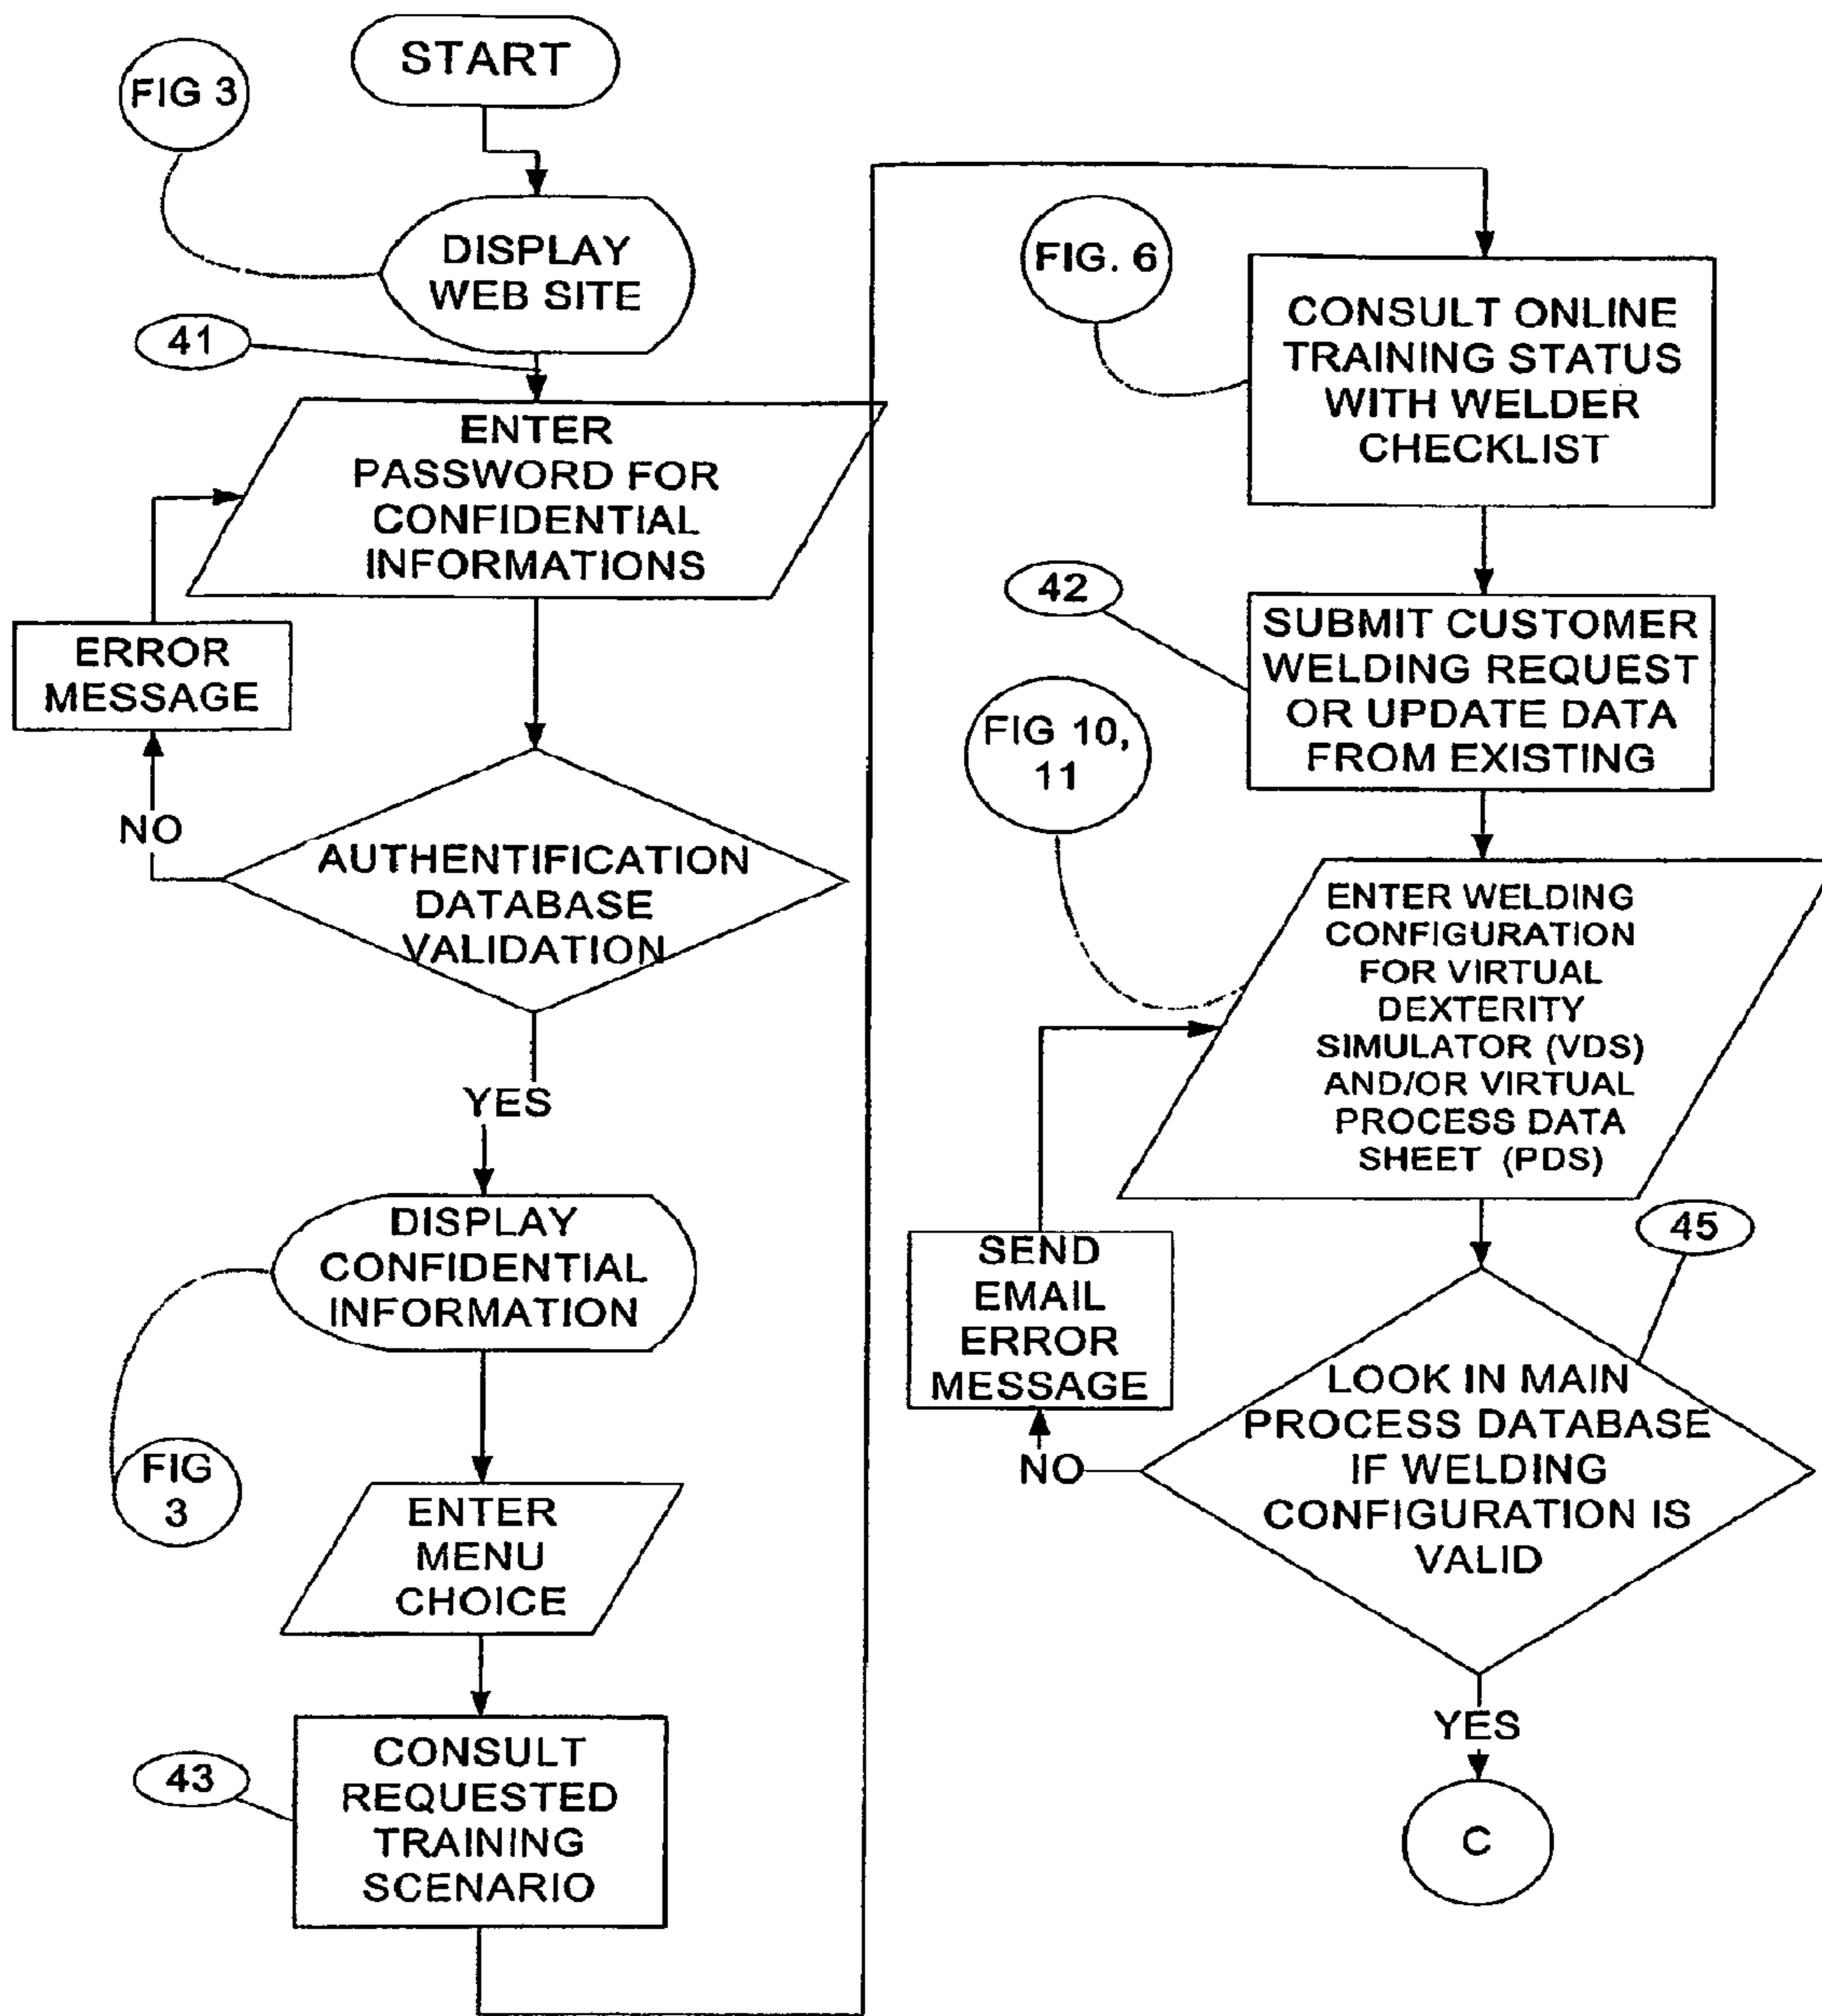 START
FIG 3
DISPLAY
WEB SITE
41
ENTER
PASSWORD FOR
CONFIDENTIAL
INFORMATIONS
ERROR
MESSAGE
NO
AUTHENTIFICATION
DATABASE
VALIDATION
YES
DISPLAY
CONFIDENTIAL
INFORMATION
FIG
3
ENTER
MENU
CHOICE
43
CONSULT
REQUESTED
TRAINING
SCENARIO
FIG. 6
CONSULT ONLINE
TRAINING STATUS
WITH WELDER
CHECKLIST
42
SUBMIT CUSTOMER
WELDING REQUEST
OR UPDATE DATA
FROM EXISTING
FIG 10,
11
ENTER WELDING
CONFIGURATION
FOR VIRTUAL
DEXTERITY
SIMULATOR (VDS)
AND/OR VIRTUAL
PROCESS DATA
SHEET (PDS)
SEND
EMAIL
ERROR
MESSAGE
45
LOOK IN MAIN
PROCESS DATABASE
IF WELDING
CONFIGURATION IS
VALID
NO
YES
C